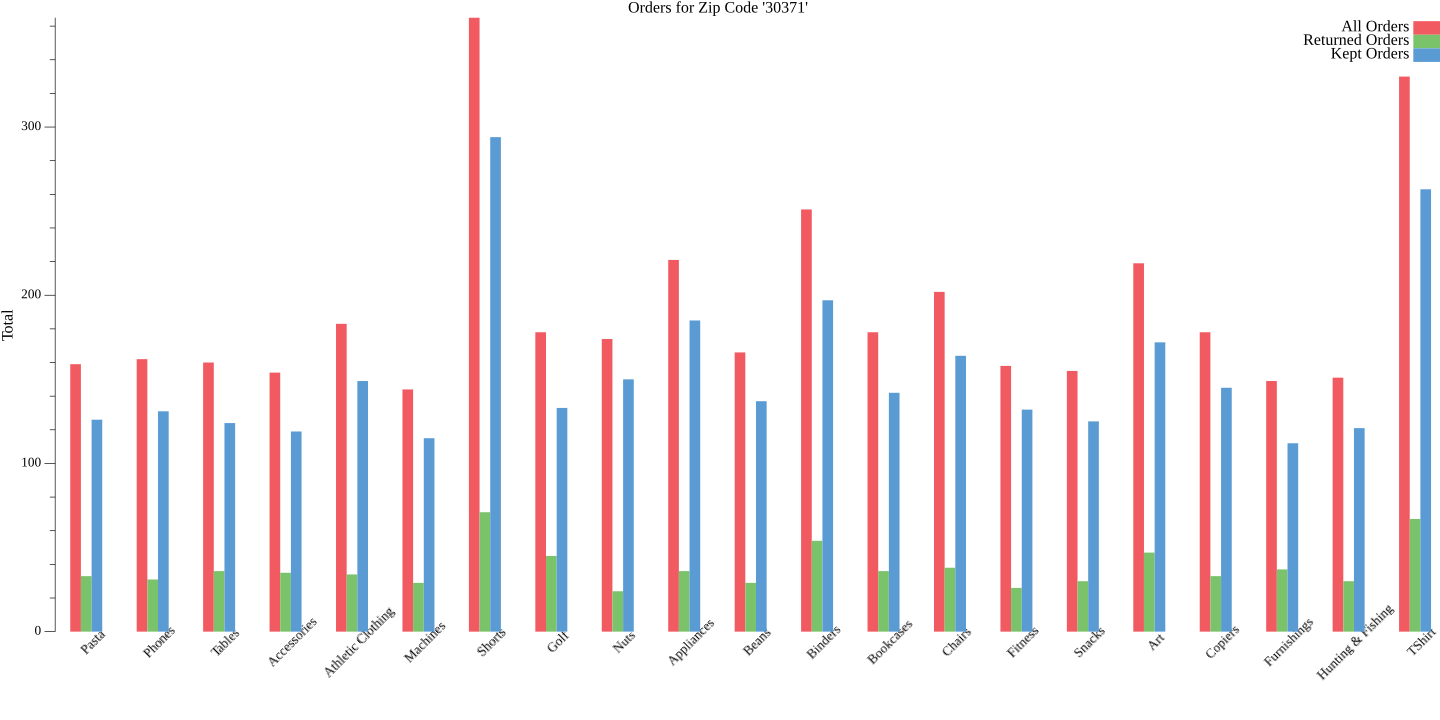 Orders for Zip Code '30371'
All Orders
Returned Orders
Kept Orders
Total
300
200
100
0
Pasta
Phones
Tables
Accessories
Athletic Clothing
Machines
Shorts
Golf
Nuts
Appliances
Beans
Binders
Bookcases
Chairs
Fitness
Snacks
Art
Copiers
Furnishings
Hunting & Fishing
TShirt